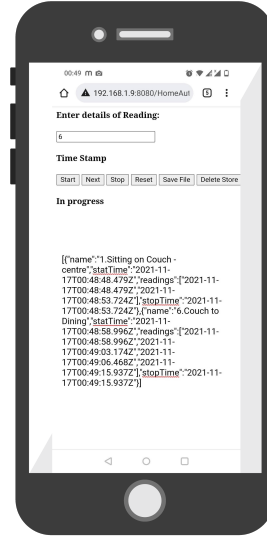 00:49 m
192.168.1.9:8080/HomeAut 5
Enter details of Reading:
6
Time Stamp
Start Next Stop Reset Save File Delete Store
In progress
[{"name":"1.Sitting on Couch -
centre","statTime":"2021-11-
17T00:48:48.479Z","readings":["2021-11-
17T00:48:48.479Z","2021-11-
17T00:48:53.724Z"],"stopTime":"2021-11-
17T00:48:53.724Z"},{"name":"6.Couch to
Dining","statTime":"2021-11-
17T00:48:58.996Z","readings":["2021-11-
17T00:48:58.996Z","2021-11-
17T00:49:03.174Z","2021-11-
17T00:49:06.468Z","2021-11-
17T00:49:15.937Z"],"stopTime":"2021-11-
17T00:49:15.937Z"}]